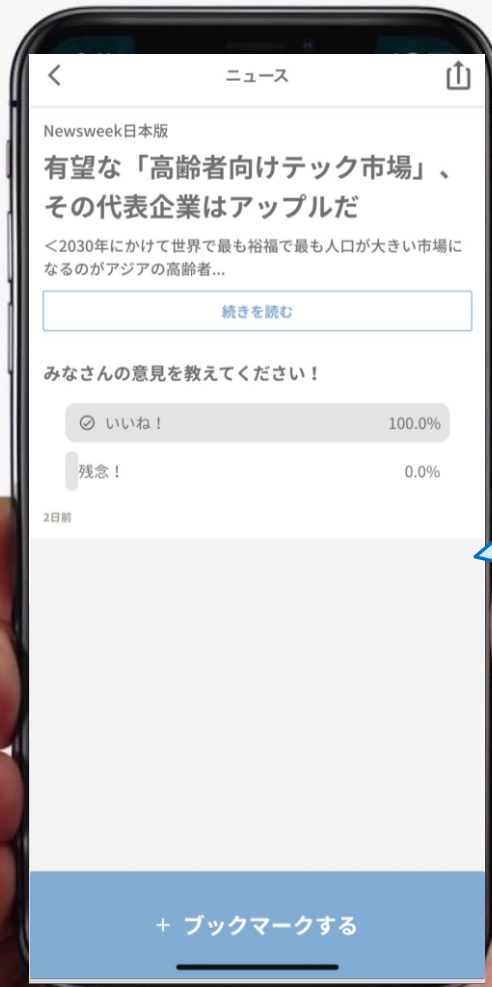 ニュース
Newsweek日本版
有望な「高齢者向けテック市場」、
その代表企業はアップルだ
<2030年にかけて世界で最も裕福で最も人口が大きい市場に
なるのがアジアの高齢者...
続きを読む
みなさんの意見を教えてください！
いいね！ 100.0%
残念！ 0.0%
2日前
+ ブックマークする